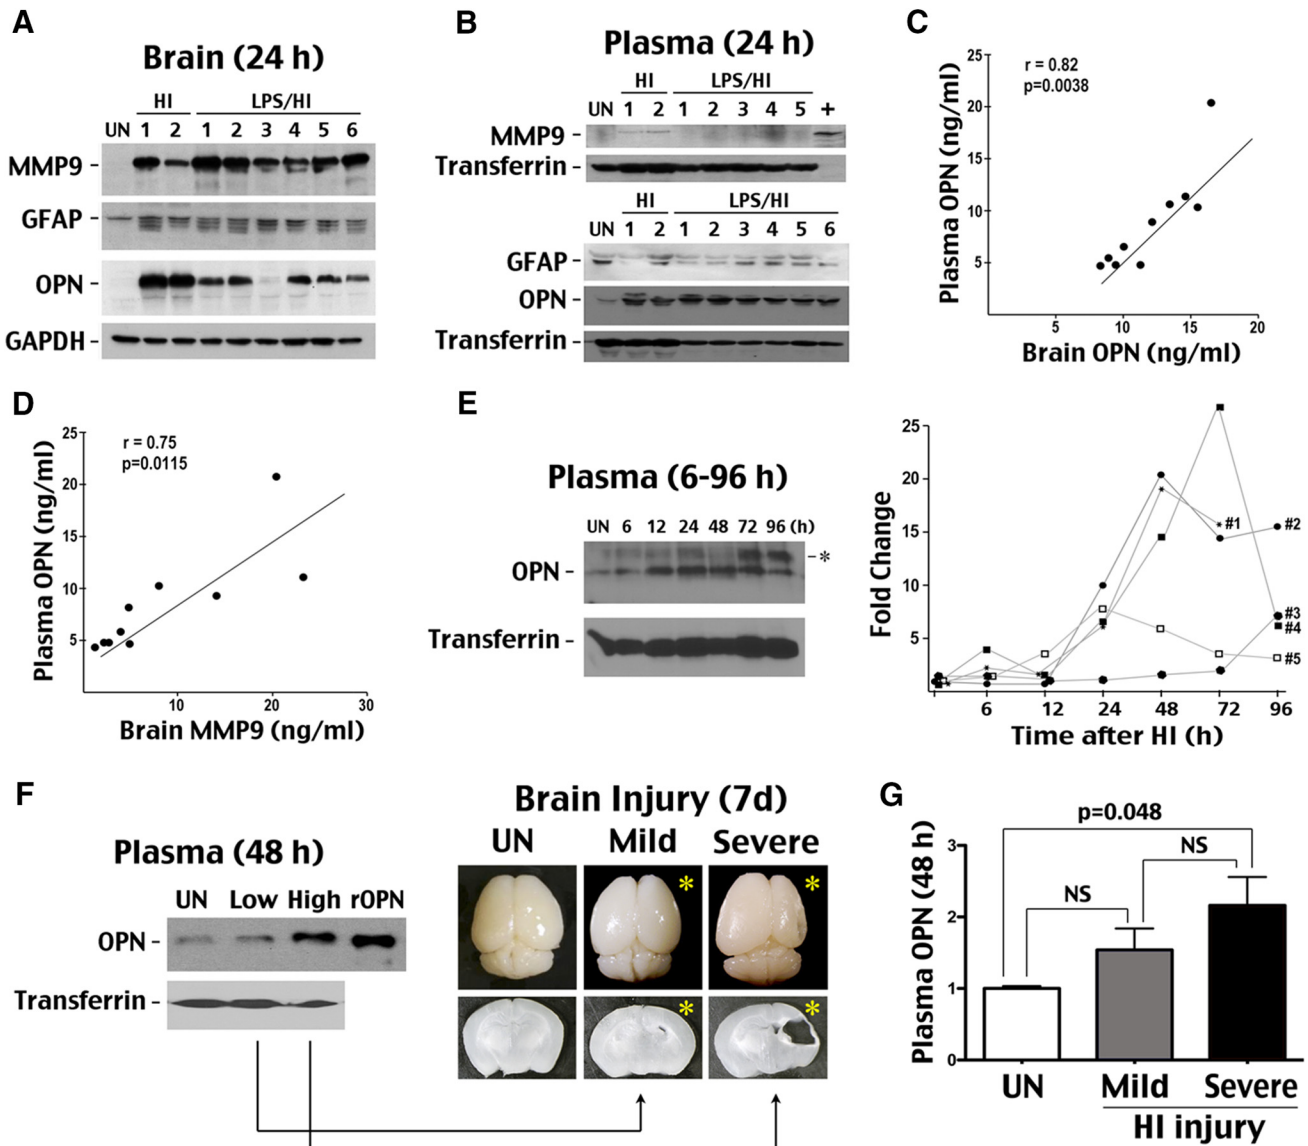 A
Brain (24 h)
HI LPS/HI
UN 1 2 1 2 3 4 5 6
MMP9
GFAP
OPN
GAPDH
B
Plasma (24 h)
HI LPS/HI
UN 1 2 1 2 3 4 5 +
MMP9
Transferrin
HI LPS/HI
UN 1 2 1 2 3 4 5 6
GFAP
OPN
Transferrin
C
r = 0.82
p=0.0038
Plasma OPN (ng/ml)
25
20
15
10
5
5 10 15 20
Brain OPN (ng/ml)
D
r = 0.75
p=0.0115
Plasma OPN (ng/ml)
25
20
15
10
5
10 20 30
Brain MMP9 (ng/ml)
E
Plasma (6-96 h)
UN 6 12 24 48 72 96 (h)
OPN
*
Transferrin
Fold Change
25
20
15
10
5
#1
#2
#3
#4
#5
6 12 24 48 72 96
Time after HI (h)
F
Plasma (48 h)
UN Low High rOPN
OPN
Transferrin
Brain Injury (7d)
UN Mild Severe
* *
* *
G
p=0.048
NS
NS
Plasma OPN (48 h)
3
2
1
0
UN Mild Severe
HI injury